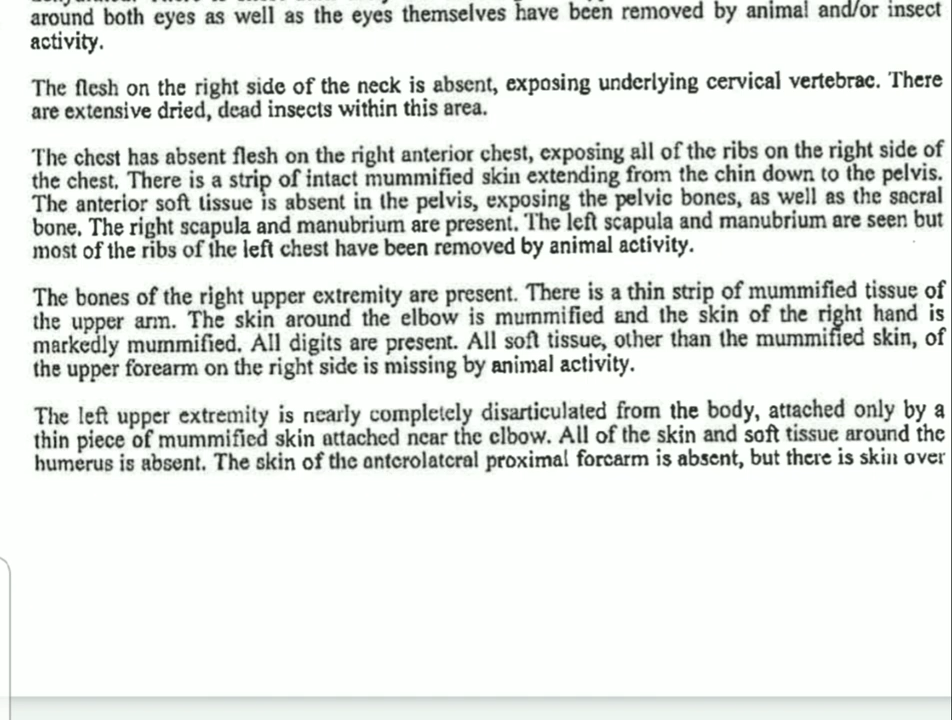 around both eyes as well as the eyes themselves have been removed by animal and/or insect
activity.
The flesh on the right side of the neck is absent, exposing underlying cervical vertebrae. There
are extensive dried, dead insects within this area.
The chest has absent flesh on the right anterior chest, exposing all of the ribs on the right side of
the chest. There is a strip of intact mummified skin extending from the chin down to the pelvis.
The anterior soft tissue is absent in the pelvis, exposing the pelvic bones, as well as the sacral
bone. The right scapula and manubrium are present. The left scapula and manubrium are seen but
most of the ribs of the left chest have been removed by animal activity.
The bones of the right upper extremity are present. There is a thin strip of mummified tissue of
the upper arm. The skin around the elbow is mummified and the skin of the right hand is
markedly mummified. All digits are present. All soft tissue, other than the mummified skin, of
the upper forearm on the right side is missing by animal activity.
The left upper extremity is nearly completely disarticulated from the body, attached only by a
thin piece of mummified skin attached near the elbow. All of the skin and soft tissue around the
humerus is absent. The skin of the anterolateral proximal forearm is absent, but there is skin over